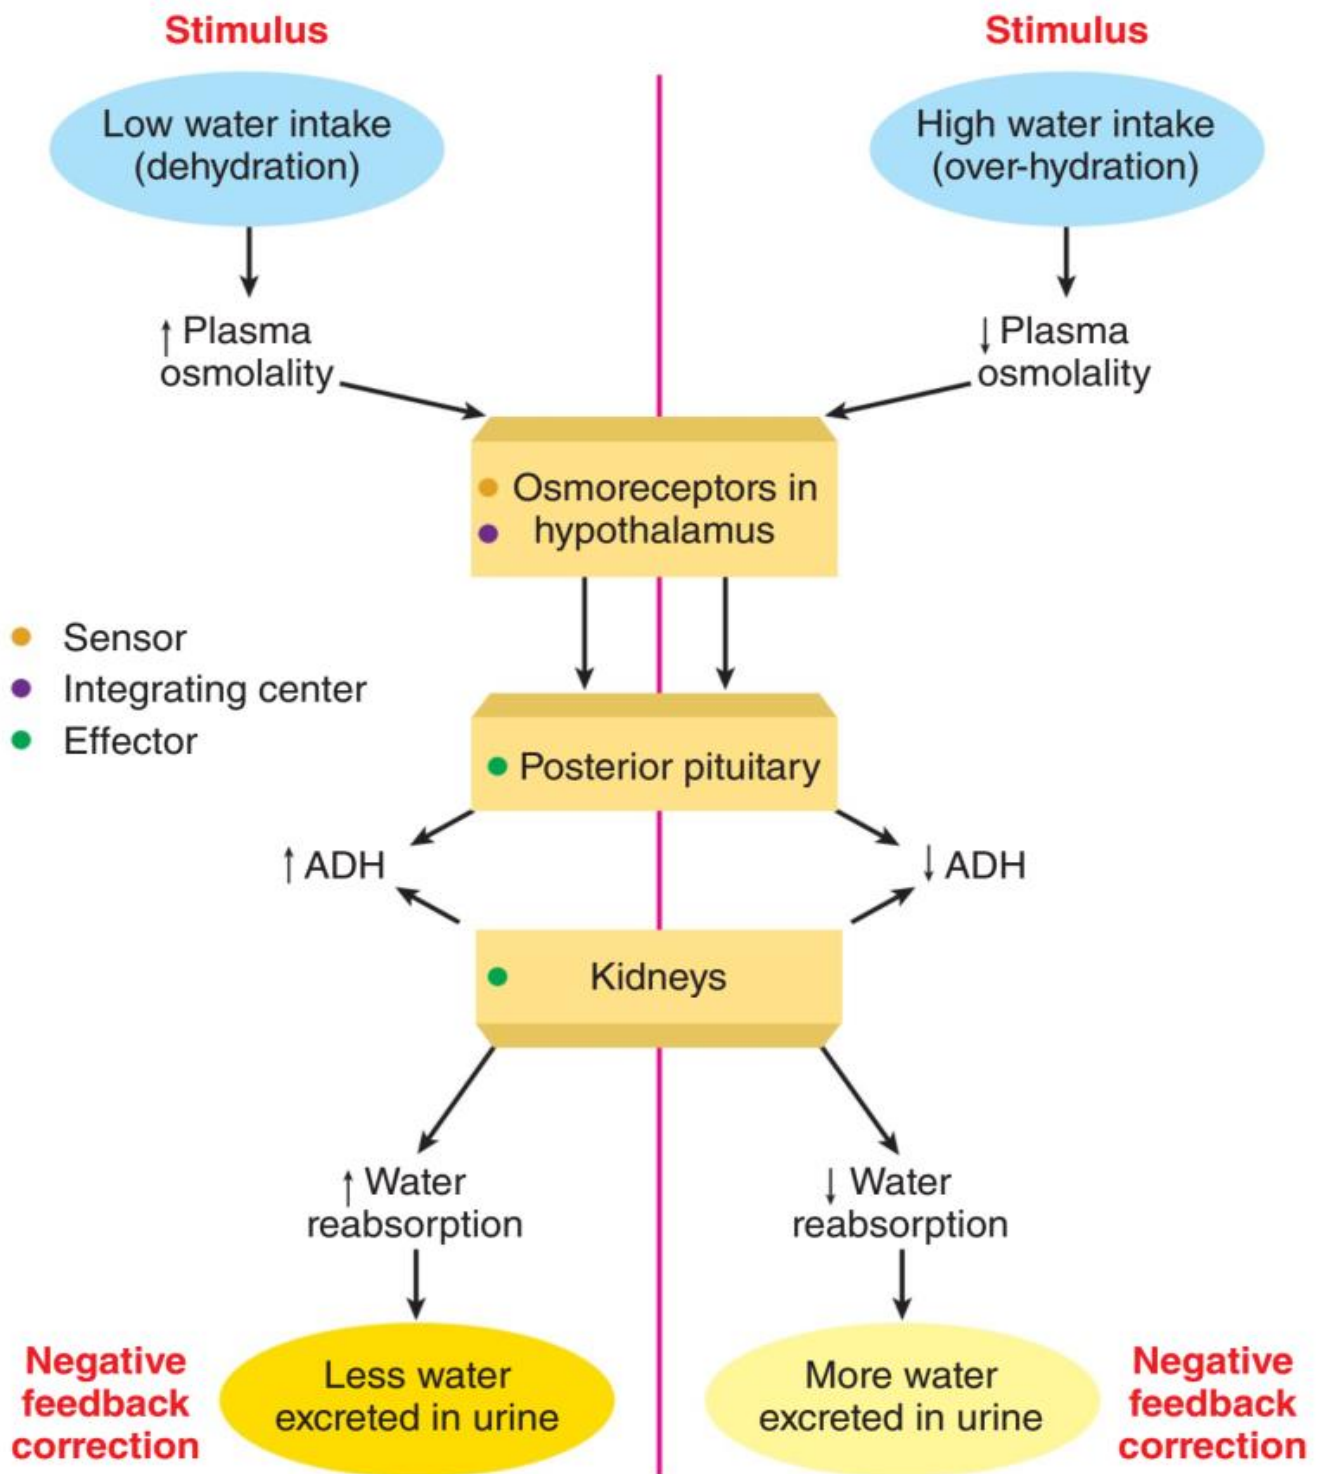 Stimulus
Stimulus
Low water intake
(dehydration)
High water intake
(over-hydration)
↑ Plasma
osmolality
↓ Plasma
osmolality
Osmoreceptors in
hypothalamus
Sensor
Integrating center
Effector
Posterior pituitary
↑ ADH
↓ ADH
Kidneys
↑ Water
reabsorption
↓ Water
reabsorption
Negative
feedback
correction
Less water
excreted in urine
More water
excreted in urine
Negative
feedback
correction